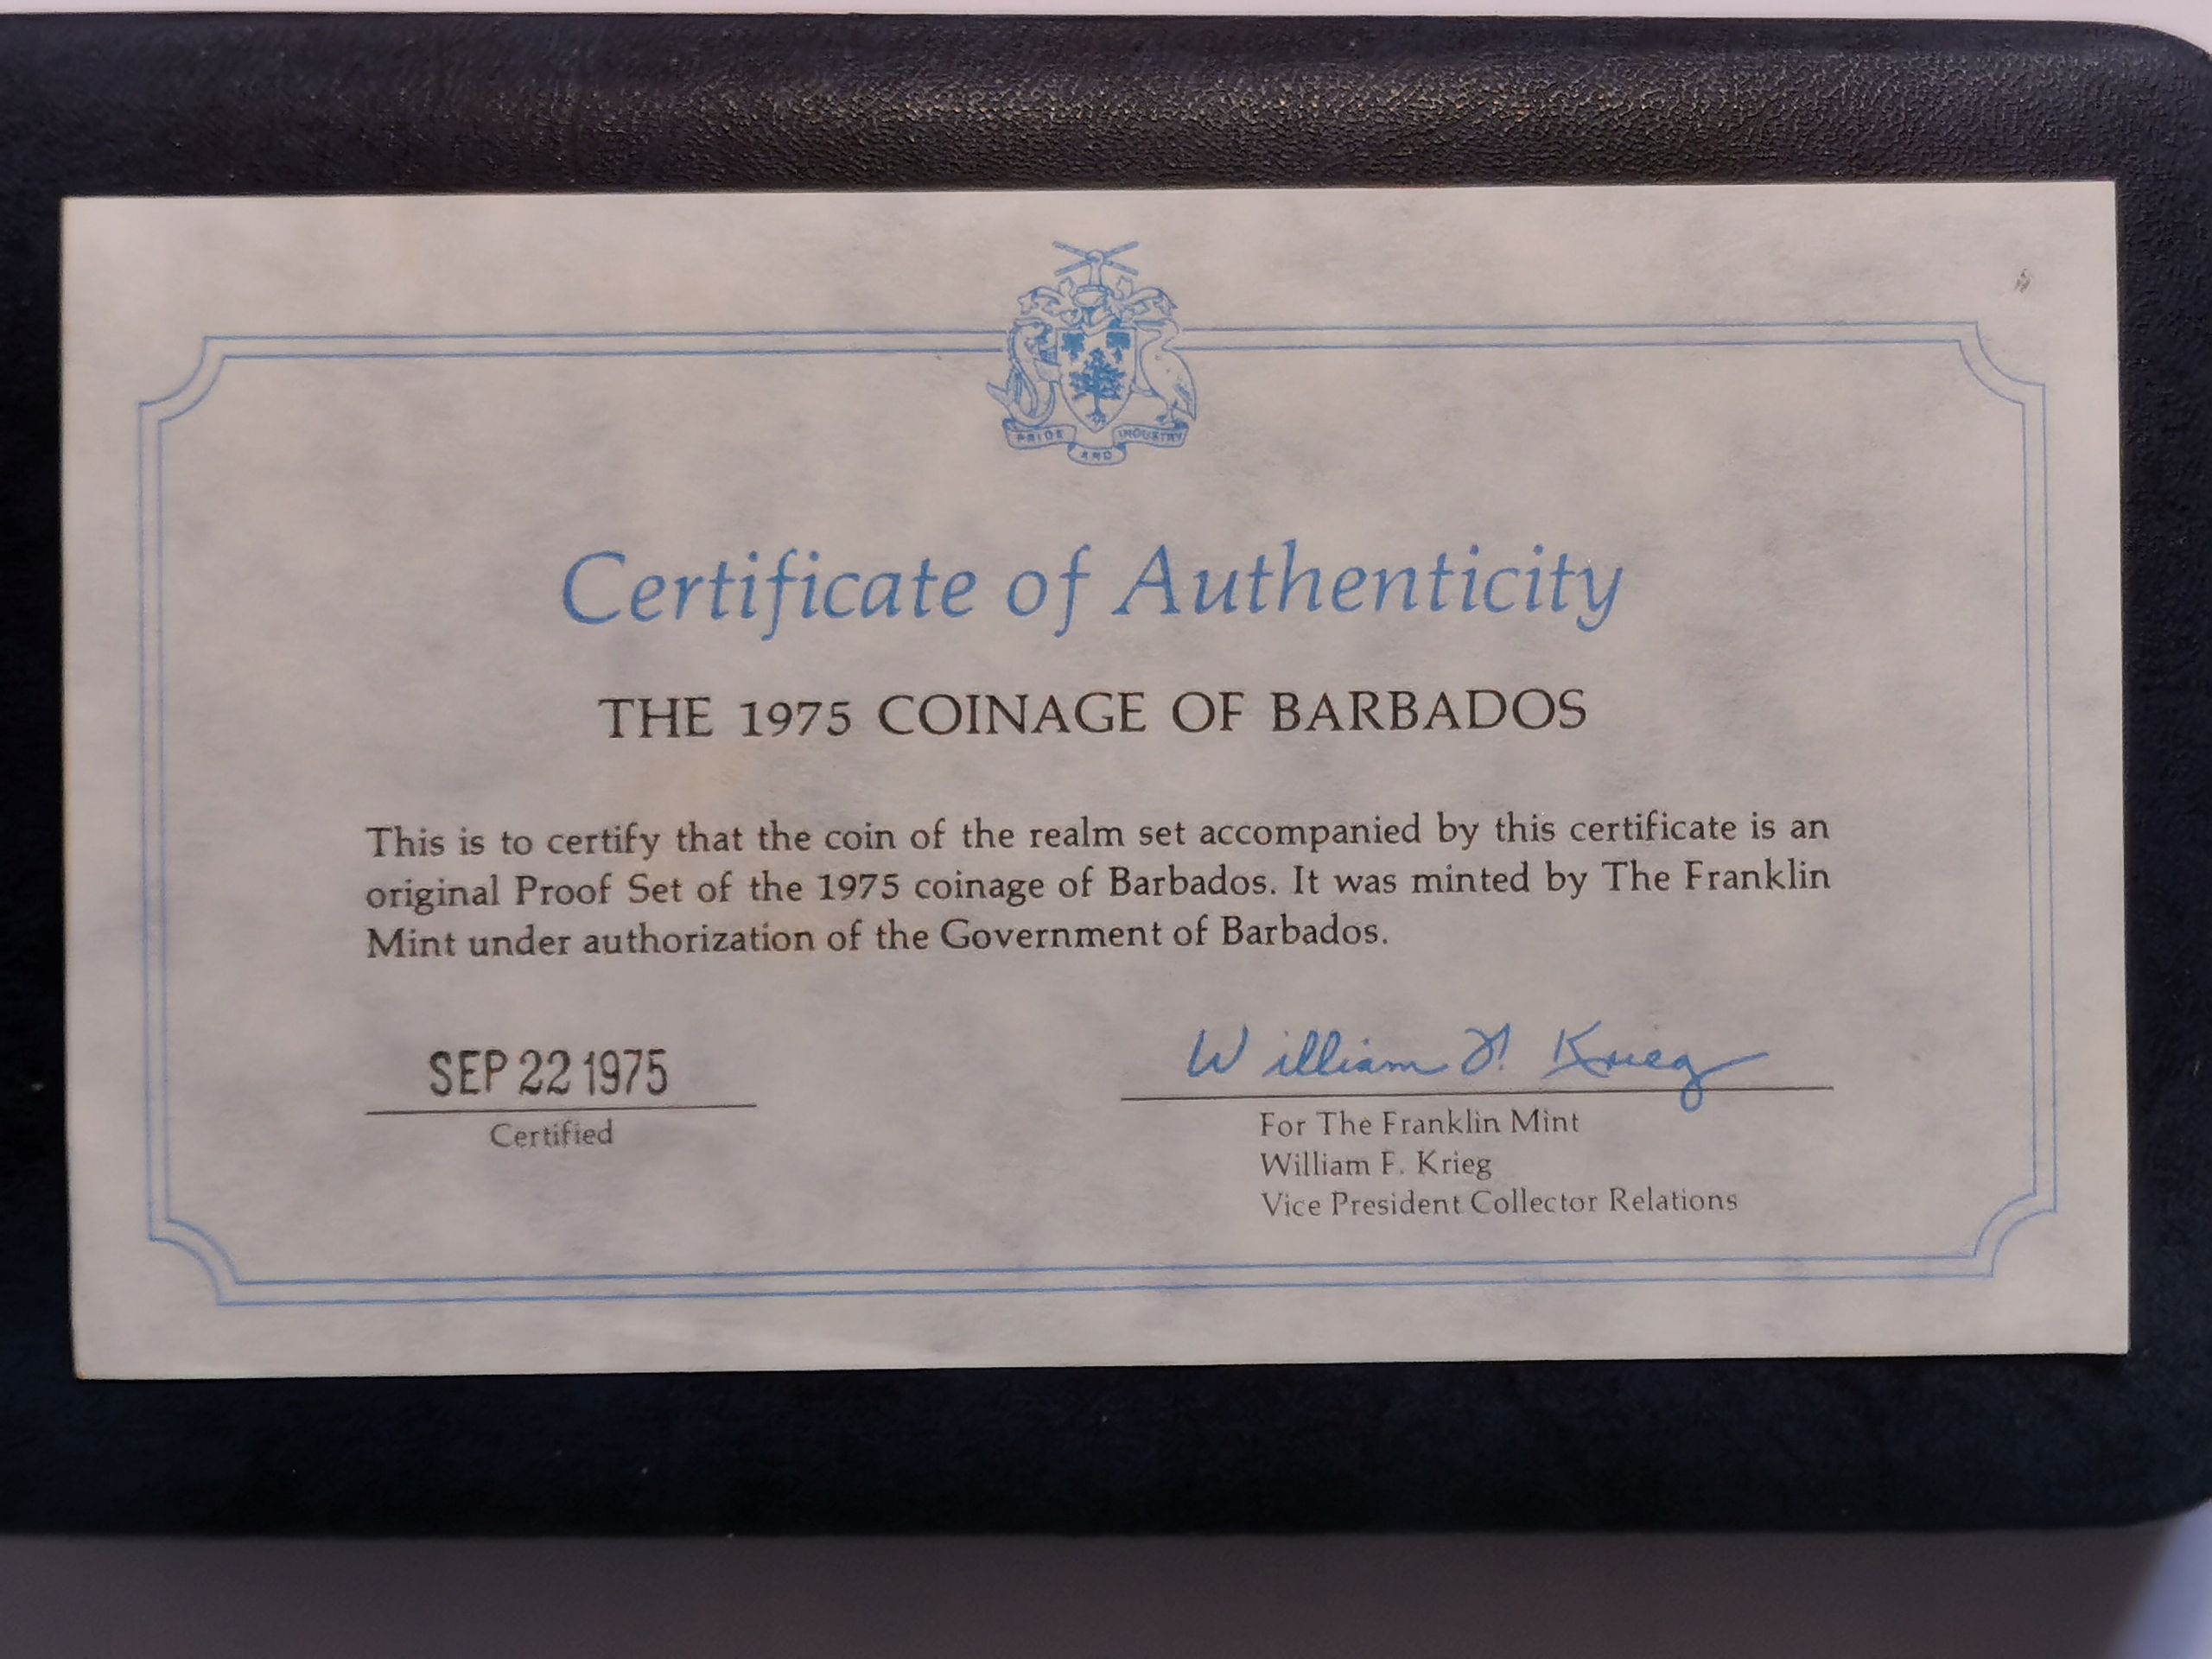 PRIDE AND INDUSTRY
Certificate of Authenticity
THE 1975 COINAGE OF BARBADOS
This is to certify that the coin of the realm set accompanied by this certificate is an
original Proof Set of the 1975 coinage of Barbados. It was minted by The Franklin
Mint under authorization of the Government of Barbados.
SEP 22 1975
Certified
William F. Krieg
For The Franklin Mint
William F. Krieg
Vice President Collector Relations